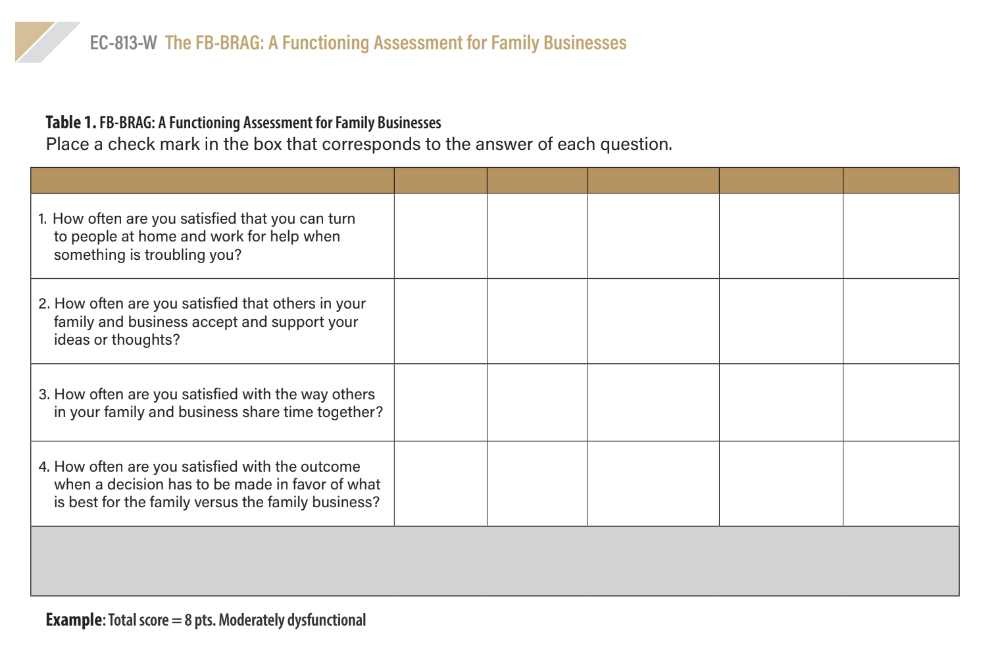 EC-813-W The FB-BRAG: A Functioning Assessment for Family Businesses
Table 1. FB-BRAG: A Functioning Assessment for Family Businesses
Place a check mark in the box that corresponds to the answer of each question.
1. How often are you satisfied that you can turn
to people at home and work for help when
something is troubling you?
2. How often are you satisfied that others in your
family and business accept and support your
ideas or thoughts?
3. How often are you satisfied with the way others
in your family and business share time together?
4. How often are you satisfied with the outcome
when a decision has to be made in favor of what
is best for the family versus the family business?
Example: Total score = 8 pts. Moderately dysfunctional